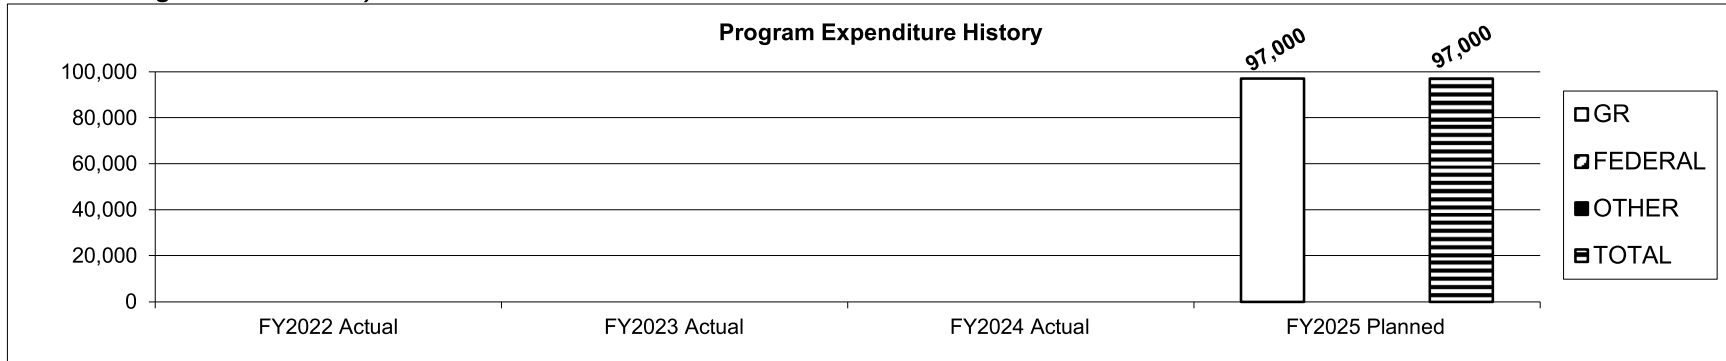 Program Expenditure History
97,000
97,000
100,000
80,000
60,000
40,000
20,000
0
FY2022 Actual
FY2023 Actual
FY2024 Actual
FY2025 Planned
GR
FEDERAL
OTHER
TOTAL